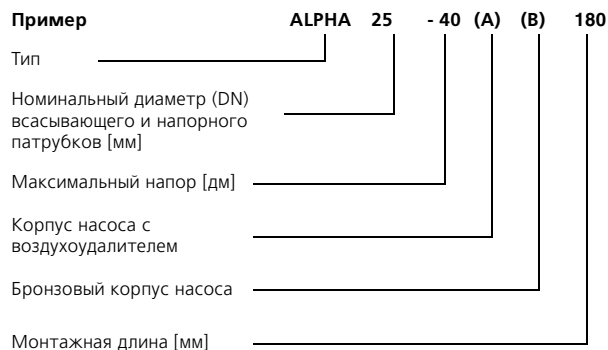 Пример ALPHA 25 - 40 (A) (B) 180
Тип
Номинальный диаметр (DN)
всасывающего и напорного
патрубков [мм]
Максимальный напор [дм]
Корпус насоса с
воздухоудалителем
Бронзовый корпус насоса
Монтажная длина [мм]